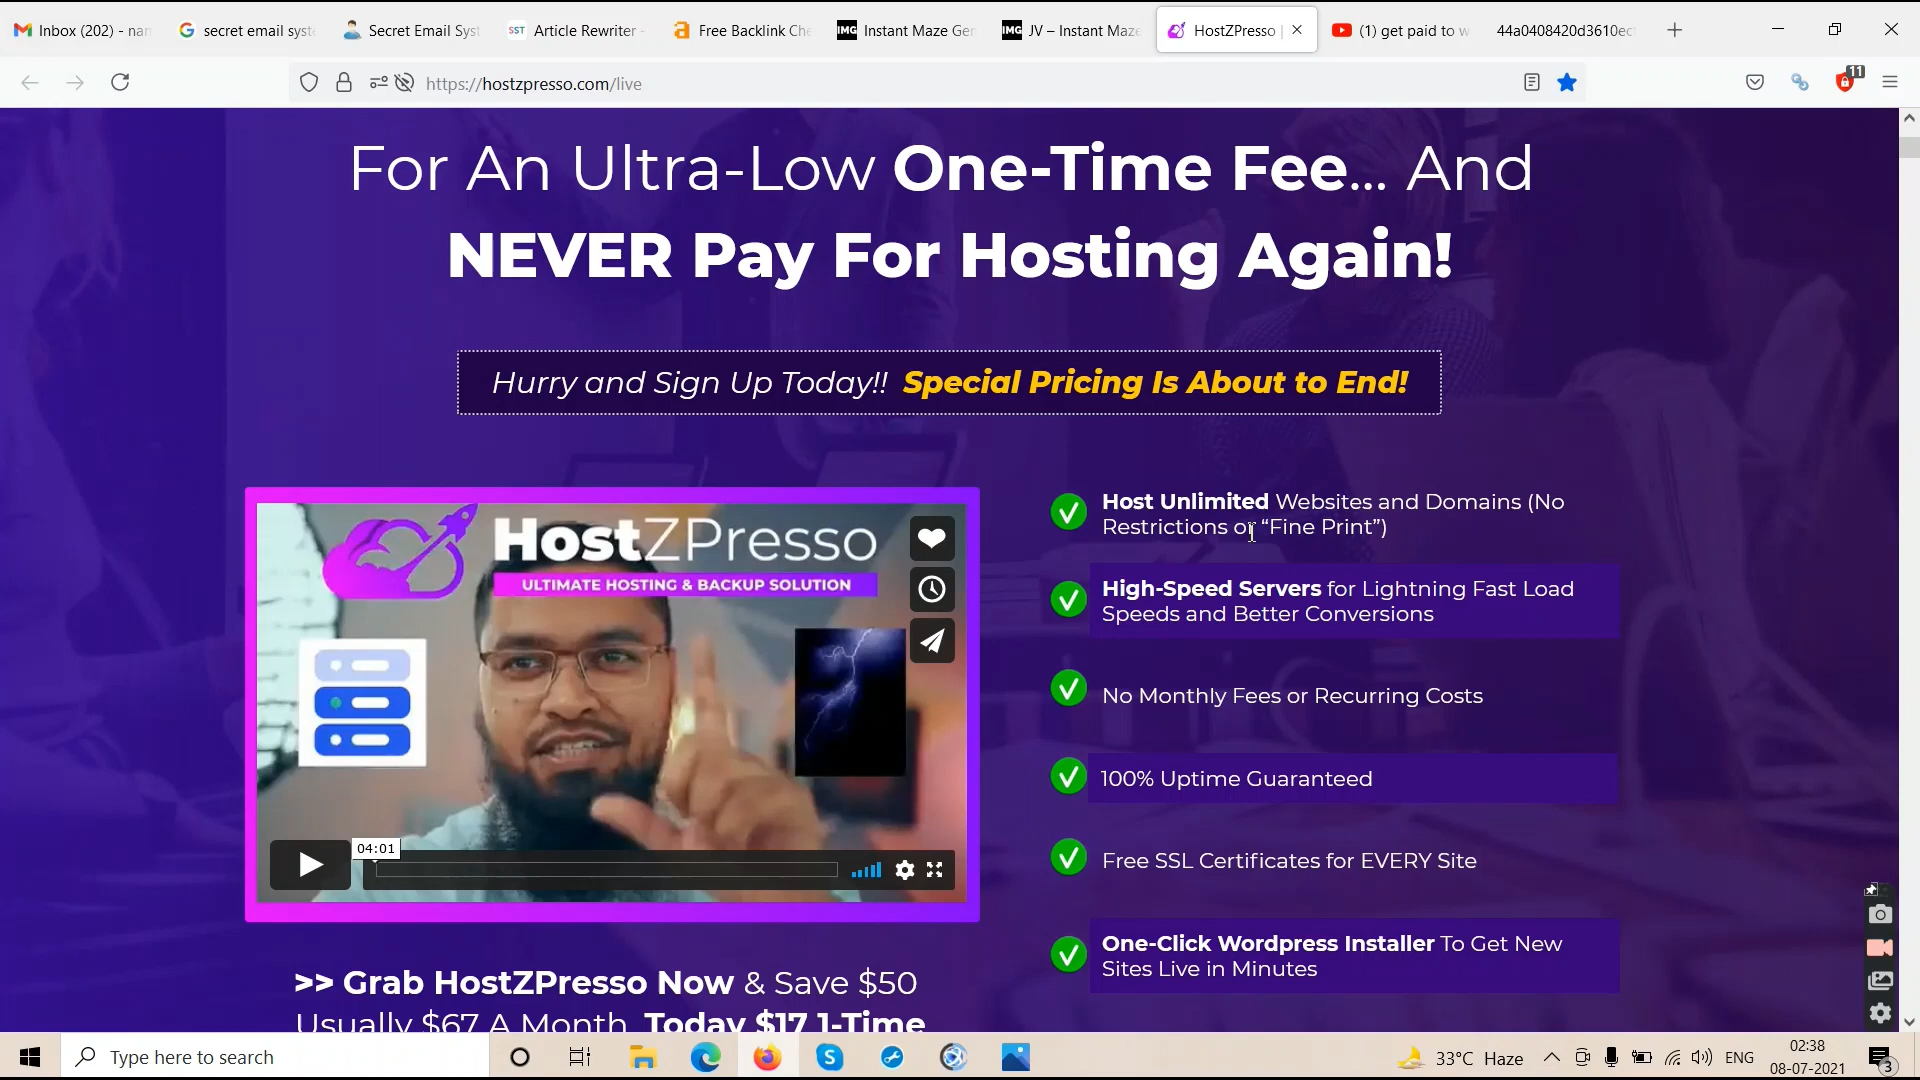 Inbox (202) - nan
secret email syst
Secret Email Sys
Article Rewriter -
Free Backlink Che
Instant Maze Gen
JV – Instant Maze
HostZPresso |
(1) get paid to w
44a0408420d3610ec
https://hostzpresso.com/live
11
For An Ultra-Low One-Time Fee... And
NEVER Pay For Hosting Again!
Hurry and Sign Up Today!! Special Pricing Is About to End!
HostZPresso
ULTIMATE HOSTING & BACKUP SOLUTION
04:01
>> Grab HostZPresso Now & Save $50
Usually $67 A Month, Today $17 1-Time
Host Unlimited Websites and Domains (No
Restrictions or “Fine Print”)
High-Speed Servers for Lightning Fast Load
Speeds and Better Conversions
No Monthly Fees or Recurring Costs
100% Uptime Guaranteed
Free SSL Certificates for EVERY Site
One-Click Wordpress Installer To Get New
Sites Live in Minutes
Type here to search
33°C Haze
ENG
02:38
08-07-2021
3